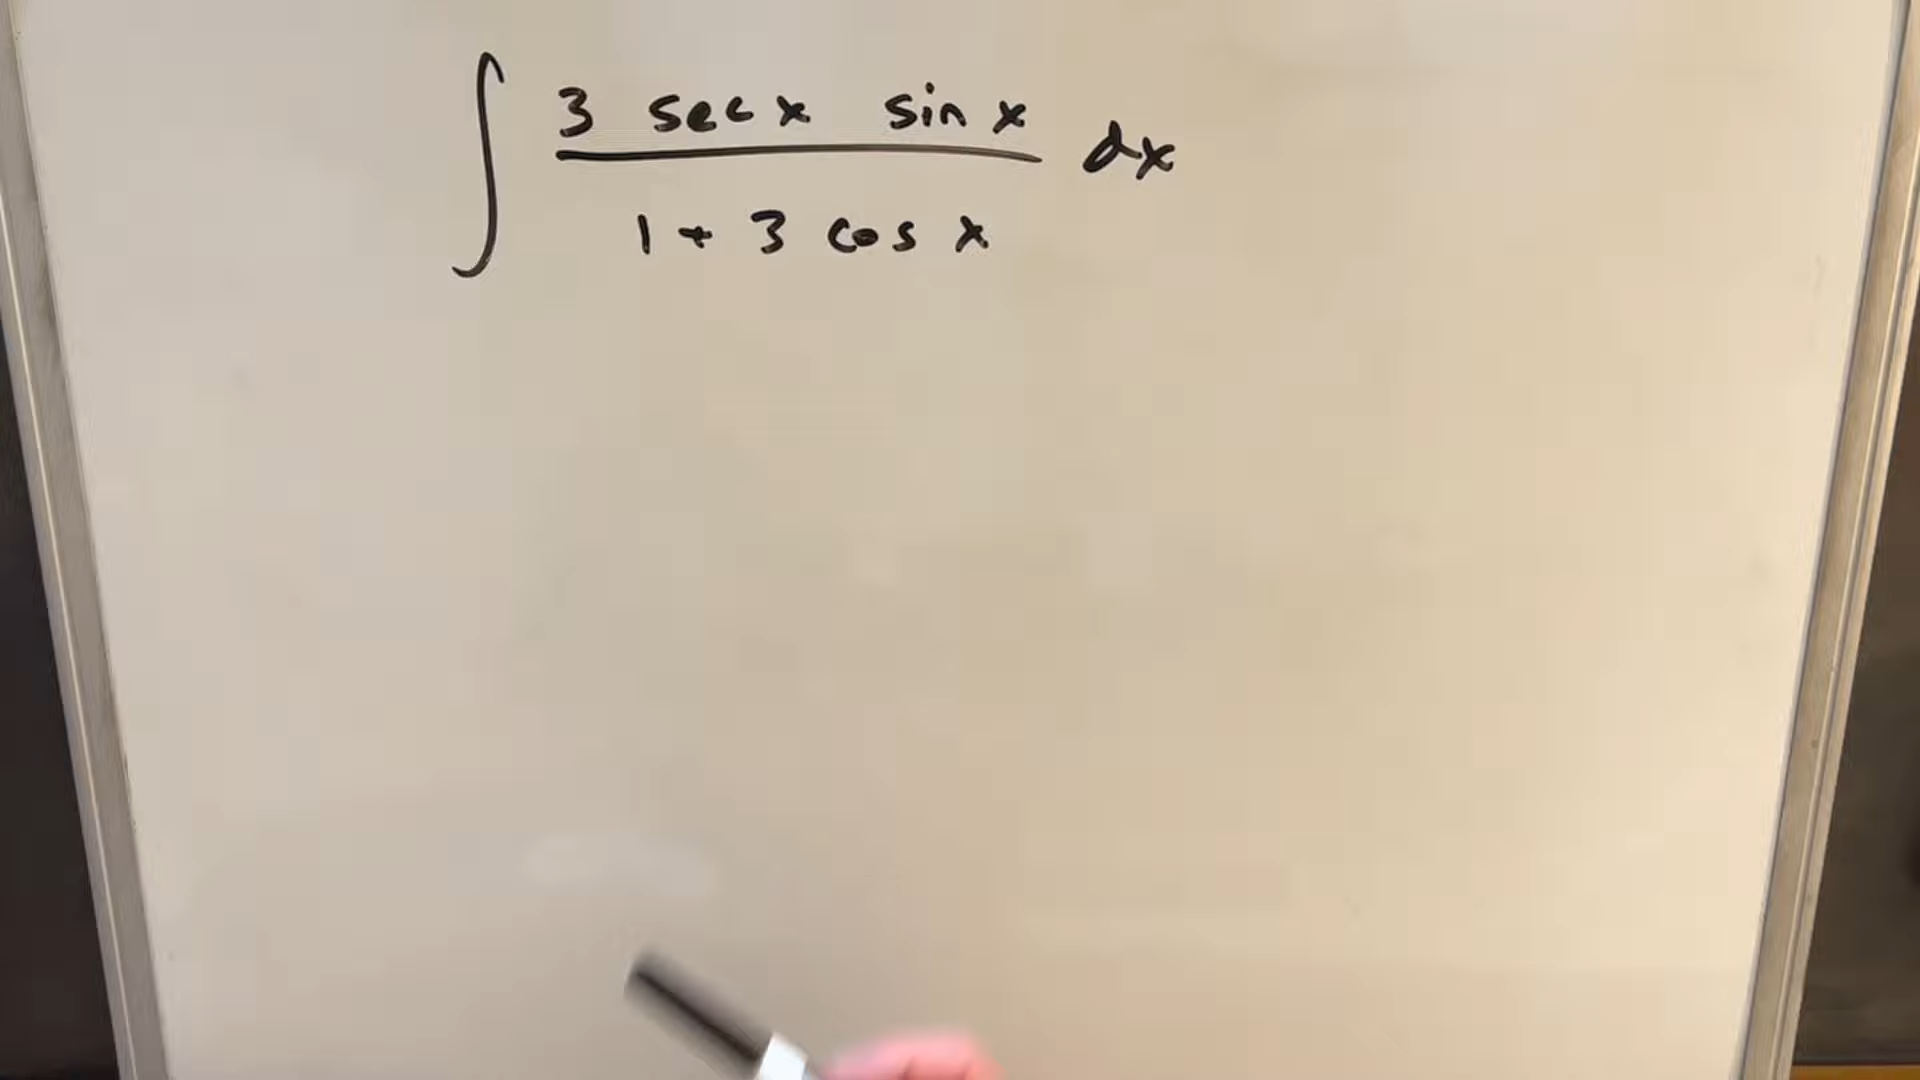 ∫ 3 sec x sin x / 1 + 3 cos x dx